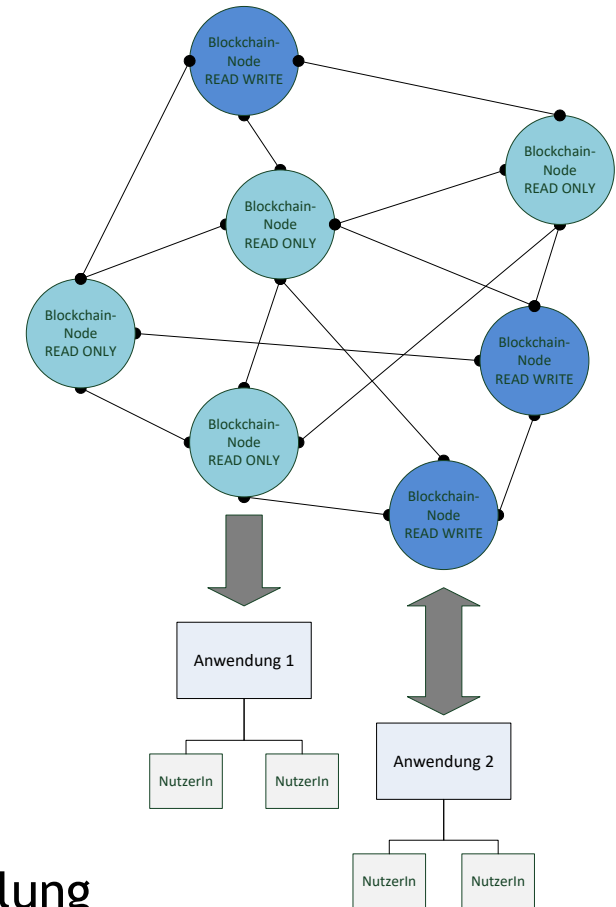 Blockchain-
Node
READ WRITE
Blockchain-
Node
READ ONLY
Blockchain-
Node
READ ONLY
Blockchain-
Node
READ ONLY
Blockchain-
Node
READ WRITE
Blockchain-
Node
READ ONLY
Blockchain-
Node
READ WRITE
Anwendung 1
NutzerIn
NutzerIn
Anwendung 2
NutzerIn
NutzerIn
lung